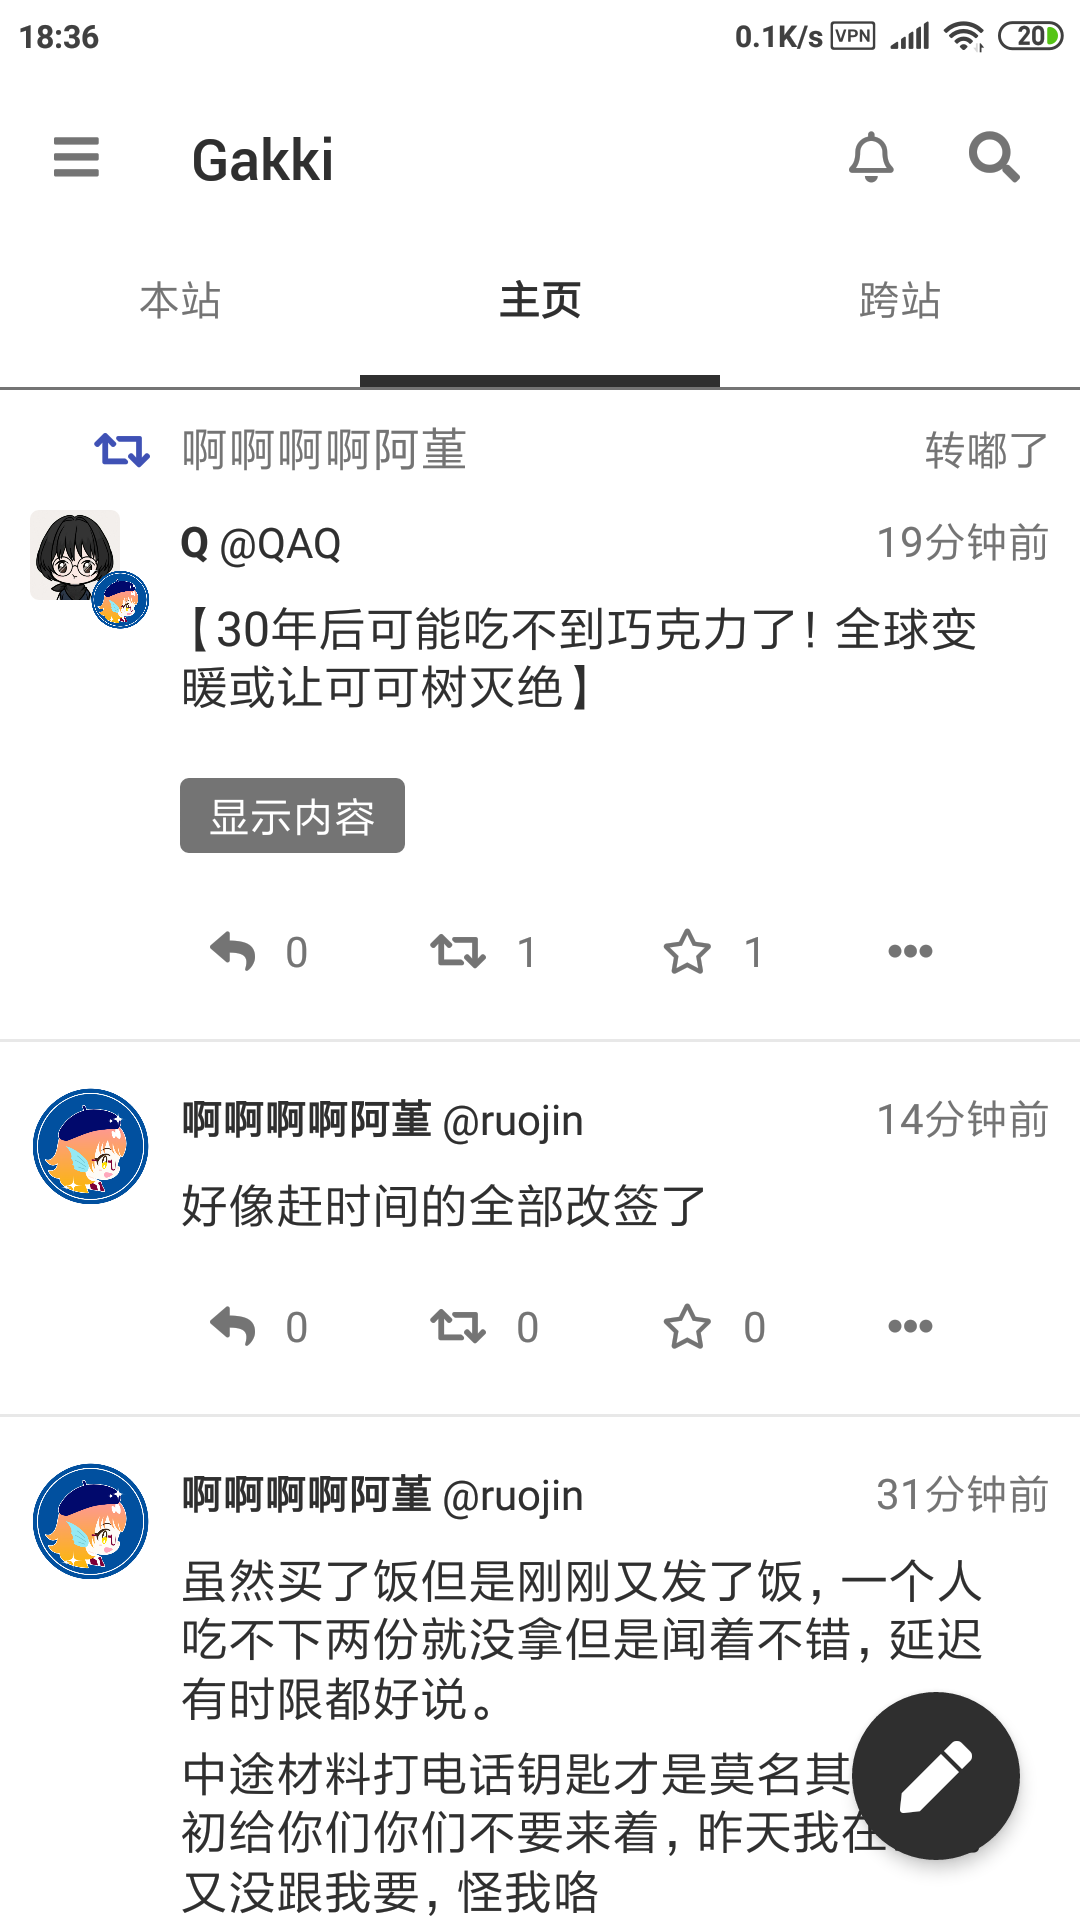 18:36
0.1K/s VPN 20
Gakki
本站 主页 跨站
啊啊啊啊阿堇 转嘟了
Q @QAQ 19分钟前
【30年后可能吃不到巧克力了！全球变
暖或让可可树灭绝】
显示内容
0 1 1
啊啊啊啊阿堇 @ruojin 14分钟前
好像赶时间的全部改签了
0 0 0
啊啊啊啊阿堇 @ruojin 31分钟前
虽然买了饭但是刚刚又发了饭，一个人
吃不下两份就没拿但是闻着不错，延迟
有时限都好说。
中途材料打电话钥匙才是莫名其
初给你们你们不要来着，昨天我在
又没跟我要，怪我咯